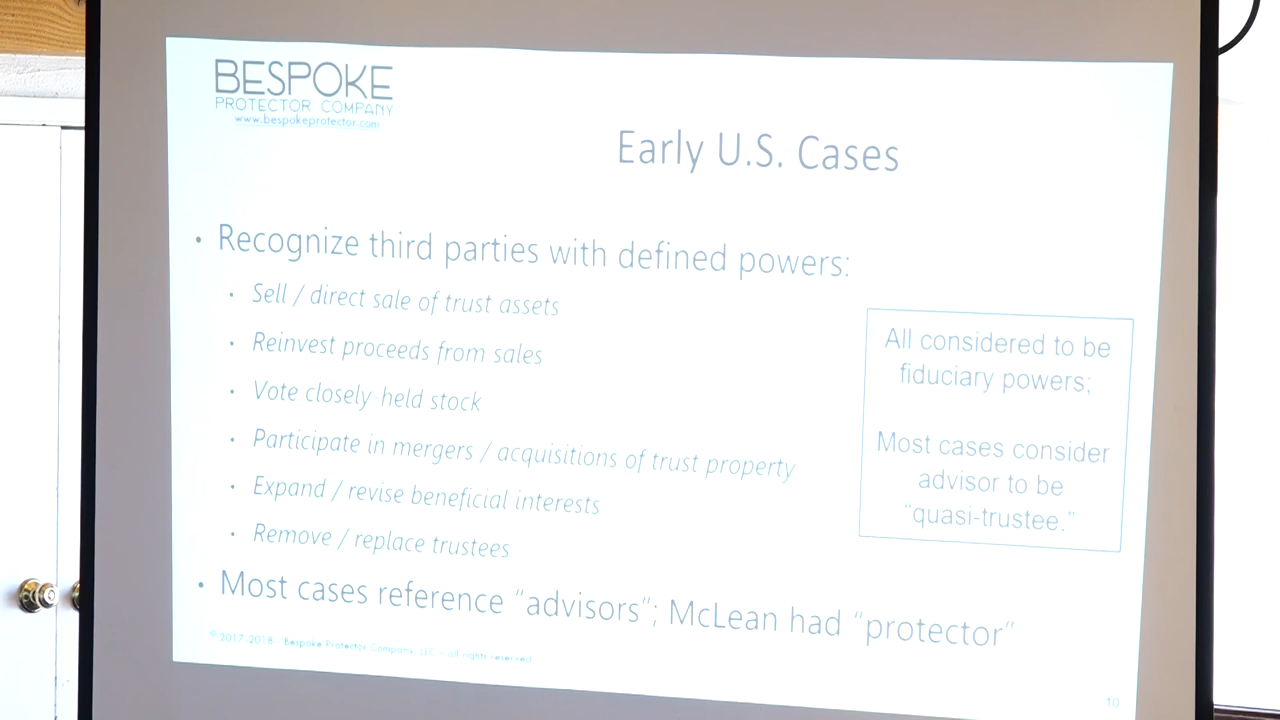 BESPOKE
PROTECTOR COMPANY
www.bespokeprotector.com
Early U.S. Cases
• Recognize third parties with defined powers:
• Sell / direct sale of trust assets
• Reinvest proceeds from sales
• Vote closely held stock
• Participate in mergers / acquisitions of trust property
• Expand / revise beneficial interests
• Remove / replace trustees
All considered to be
fiduciary powers;
Most cases consider
advisor to be
"quasi-trustee."
• Most cases reference "advisors"; McLean had "protector"
© 2017-2018 - Bespoke Protector Company, LLC - all rights reserved
10